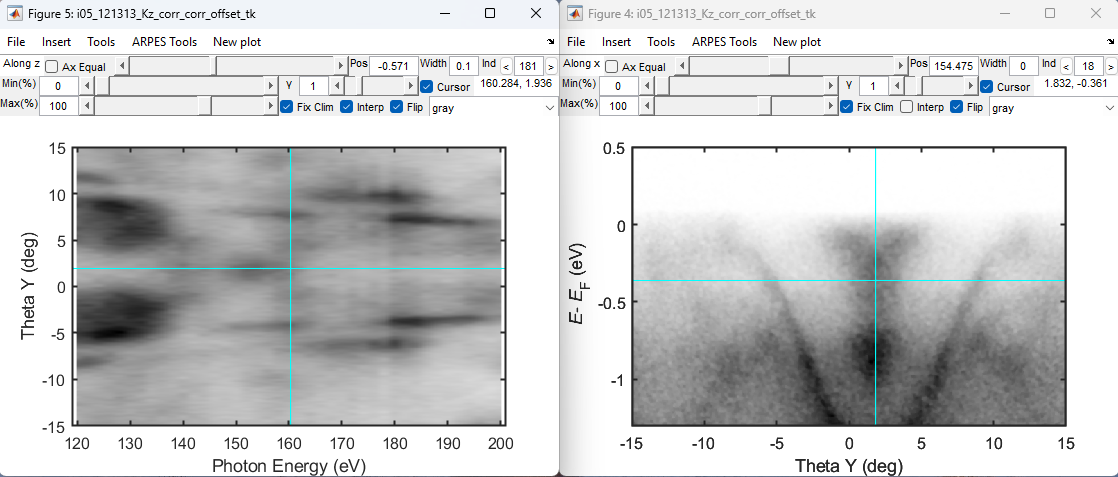 Figure 5: i05_121313_Kz_corr_corr_offset_tk
File Insert Tools ARPES Tools New plot
Along z Ax Equal Pos -0.571 Width 0.1 Ind < 181 >
Min(%) 0 Y 1 Cursor 160.284, 1.936
Max(%) 100 Fix Clim Interp Flip gray
15
10
5
0
-5
-10
-15
Theta Y (deg)
120 130 140 150 160 170 180 190 200
Photon Energy (eV)
Figure 4: i05_121313_Kz_corr_corr_offset_tk
File Insert Tools ARPES Tools New plot
Along x Ax Equal Pos 154.475 Width 0 Ind < 18 >
Min(%) 0 Y 1 Cursor 1.832, -0.361
Max(%) 100 Fix Clim Interp Flip gray
0.5
0
-0.5
-1
E- EF (eV)
-15 -10 -5 0 5 10 15
Theta Y (deg)